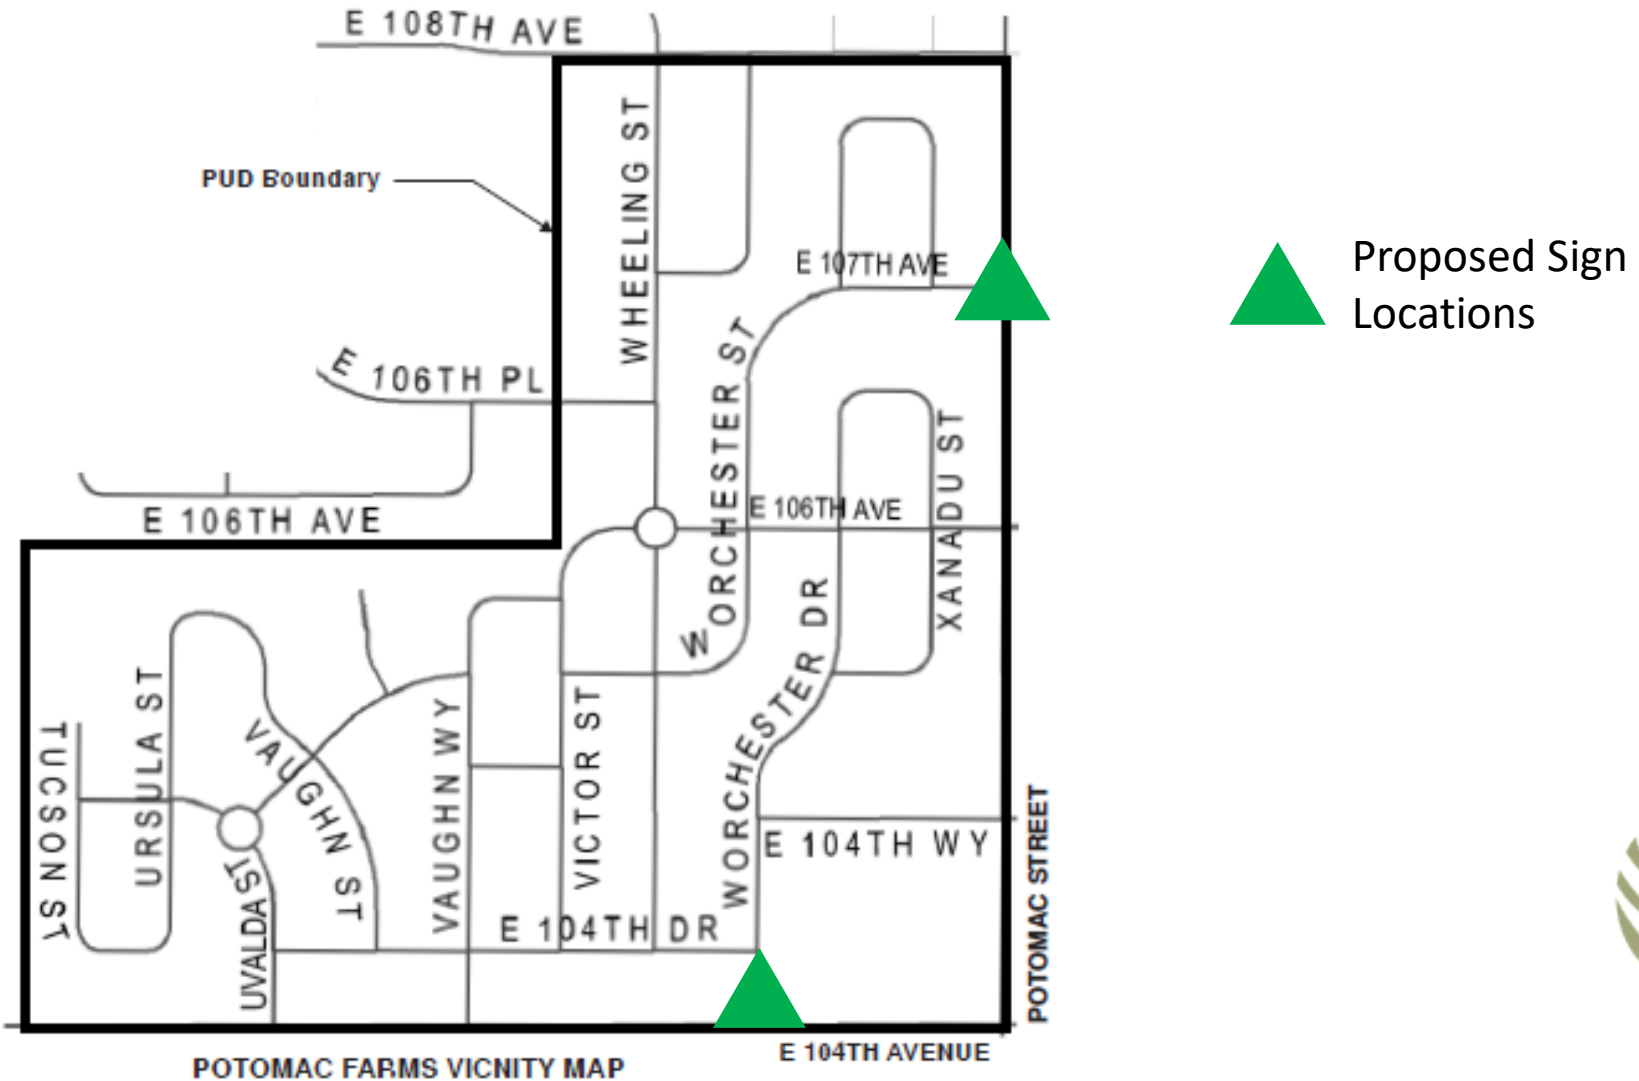 E 108TH AVE
PUD Boundary
WHEELING ST
E 107TH AVE
Proposed Sign
Locations
E 106TH PL
WORCHESTER ST
XANADU ST
E 106TH AVE
E 106TH AVE
WORCHESTER DR
TUCSON ST
URSULA ST
VAUGHN ST
VAUGHN WY
VICTOR ST
E 104TH WY
POTOMAC STREET
UVALDA ST
E 104TH DR
E 104TH AVENUE
POTOMAC FARMS VICNITY MAP